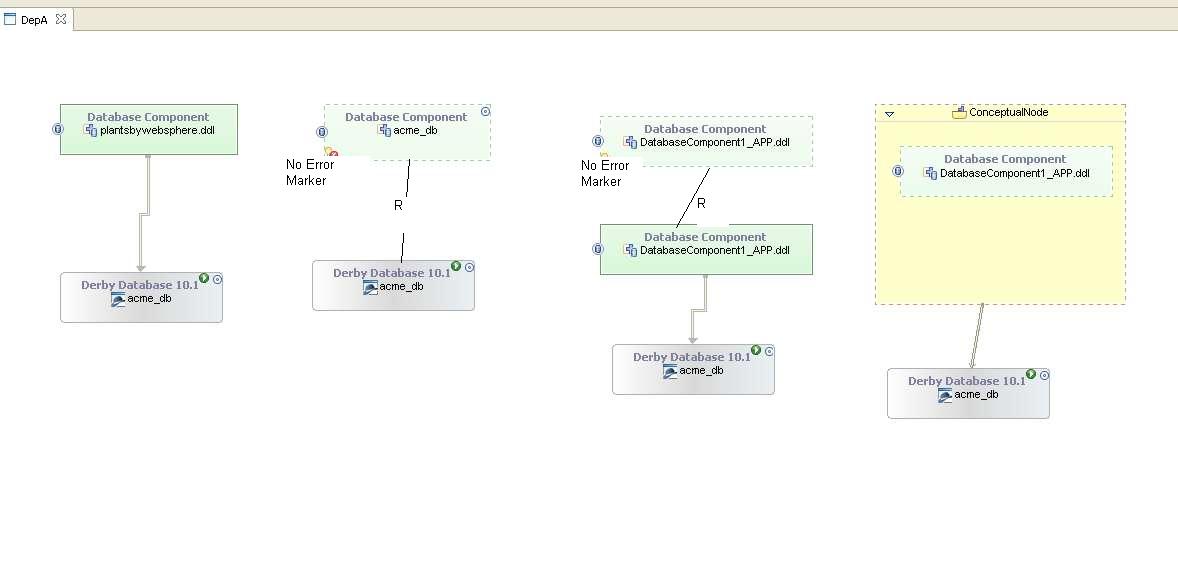 DepA
Database Component
plantsbywebsphere.ddl
Derby Database 10.1
acme_db
Database Component
acme_db
No Error
Marker
R
Derby Database 10.1
acme_db
Database Component
DatabaseComponent1_APP.ddl
No Error
Marker
R
Database Component
DatabaseComponent1_APP.ddl
Derby Database 10.1
acme_db
ConceptualNode
Database Component
DatabaseComponent1_APP.ddl
Derby Database 10.1
acme_db